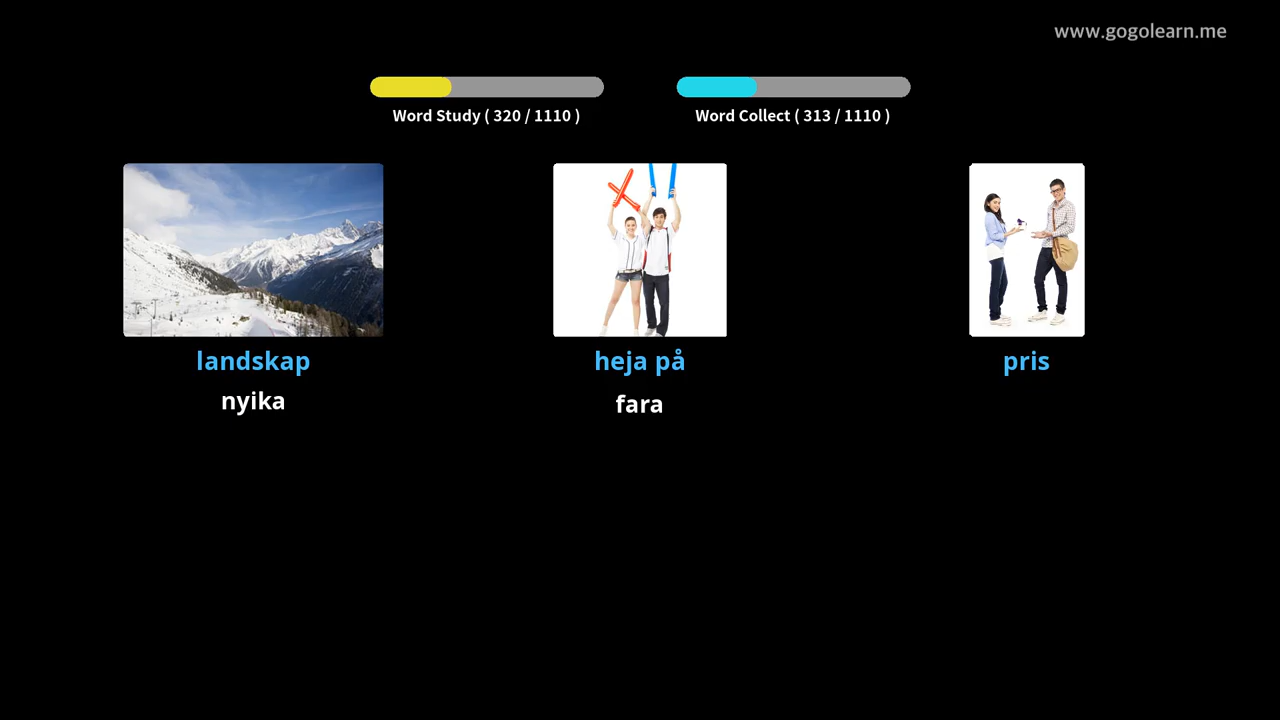 www.gogolearn.me
Word Study ( 320 / 1110 )
Word Collect ( 313 / 1110 )
landskap
heja på
pris
nyika
fara